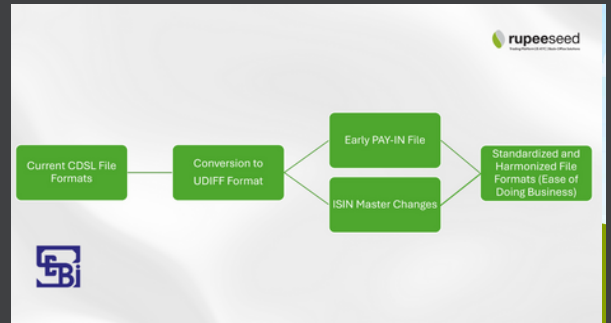 rupeeseed
Early PAY-IN File
Current CDSL File
Formats
Conversion to
UDIFF Format
ISIN Master Changes
Standardized and
Harmonized File
Formats (Ease of
Doing Business)
SEBi